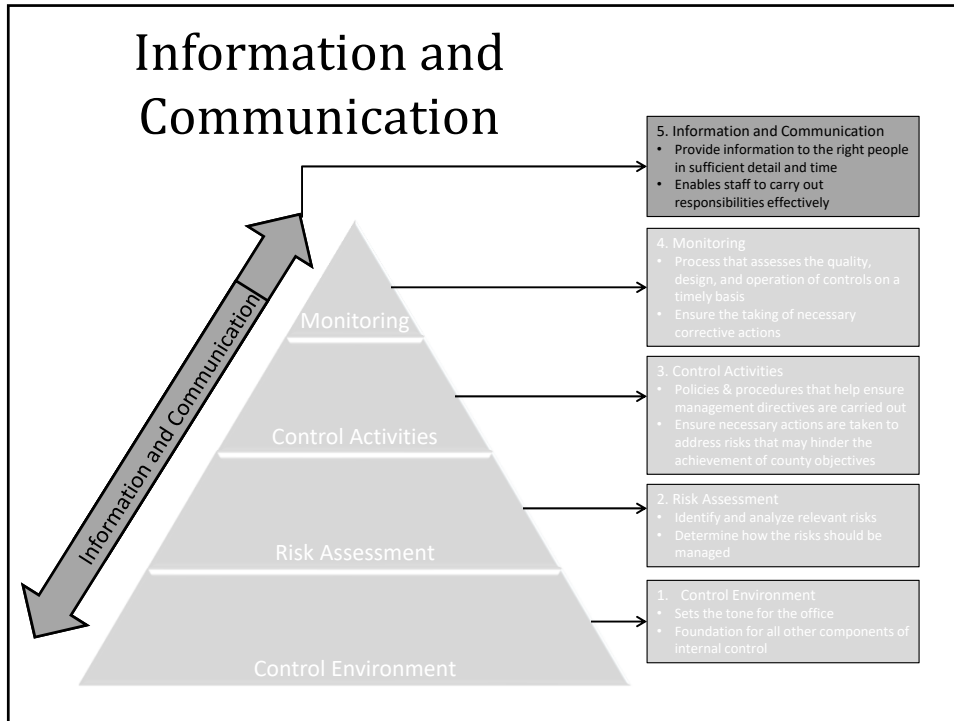 Information and
Communication
5. Information and Communication
• Provide information to the right people
in sufficient detail and time
• Enables staff to carry out
responsibilities effectively
4. Monitoring
• Process that assesses the quality,
design, and operation of controls on a
timely basis
• Ensure the taking of necessary
corrective actions
3. Control Activities
• Policies & procedures that help ensure
management directives are carried out
• Ensure necessary actions are taken to
address risks that may hinder the
achievement of county objectives
2. Risk Assessment
• Identify and analyze relevant risks
• Determine how the risks should be
managed
1. Control Environment
• Sets the tone for the office
• Foundation for all other components of
internal control
Information and Communication
Monitoring
Control Activities
Risk Assessment
Control Environment